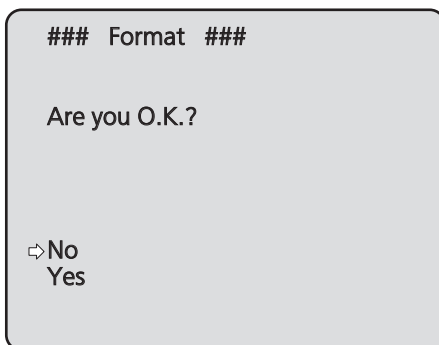 ### Format ###
Are you O.K.?
⇨No
Yes